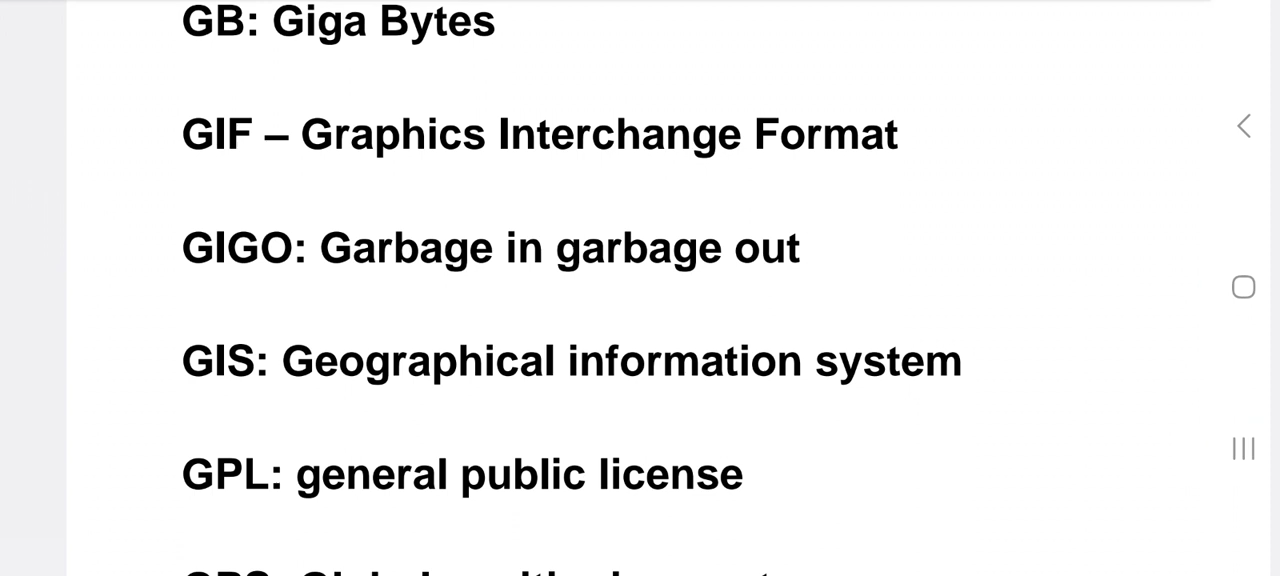 GB: Giga Bytes
GIF – Graphics Interchange Format
GIGO: Garbage in garbage out
GIS: Geographical information system
GPL: general public license